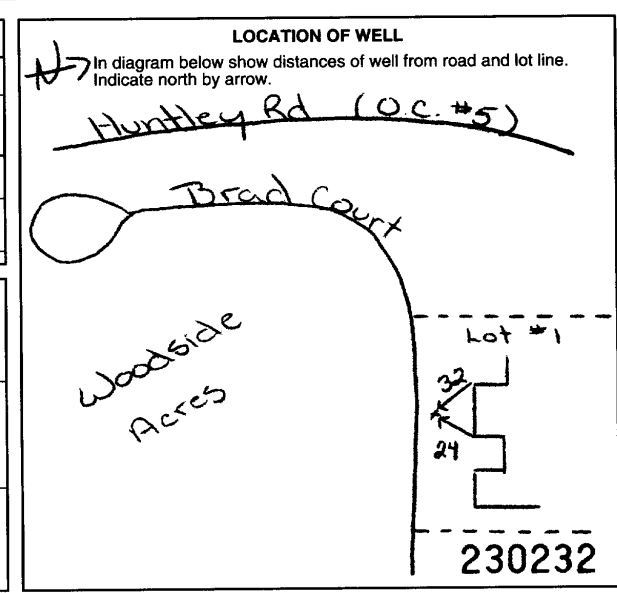 LOCATION OF WELL
In diagram below show distances of well from road and lot line.
Indicate north by arrow.
N
Huntley Rd (O.C. #5)
Brad Court
Woodside
Acres
Lot #1
32
24
230232